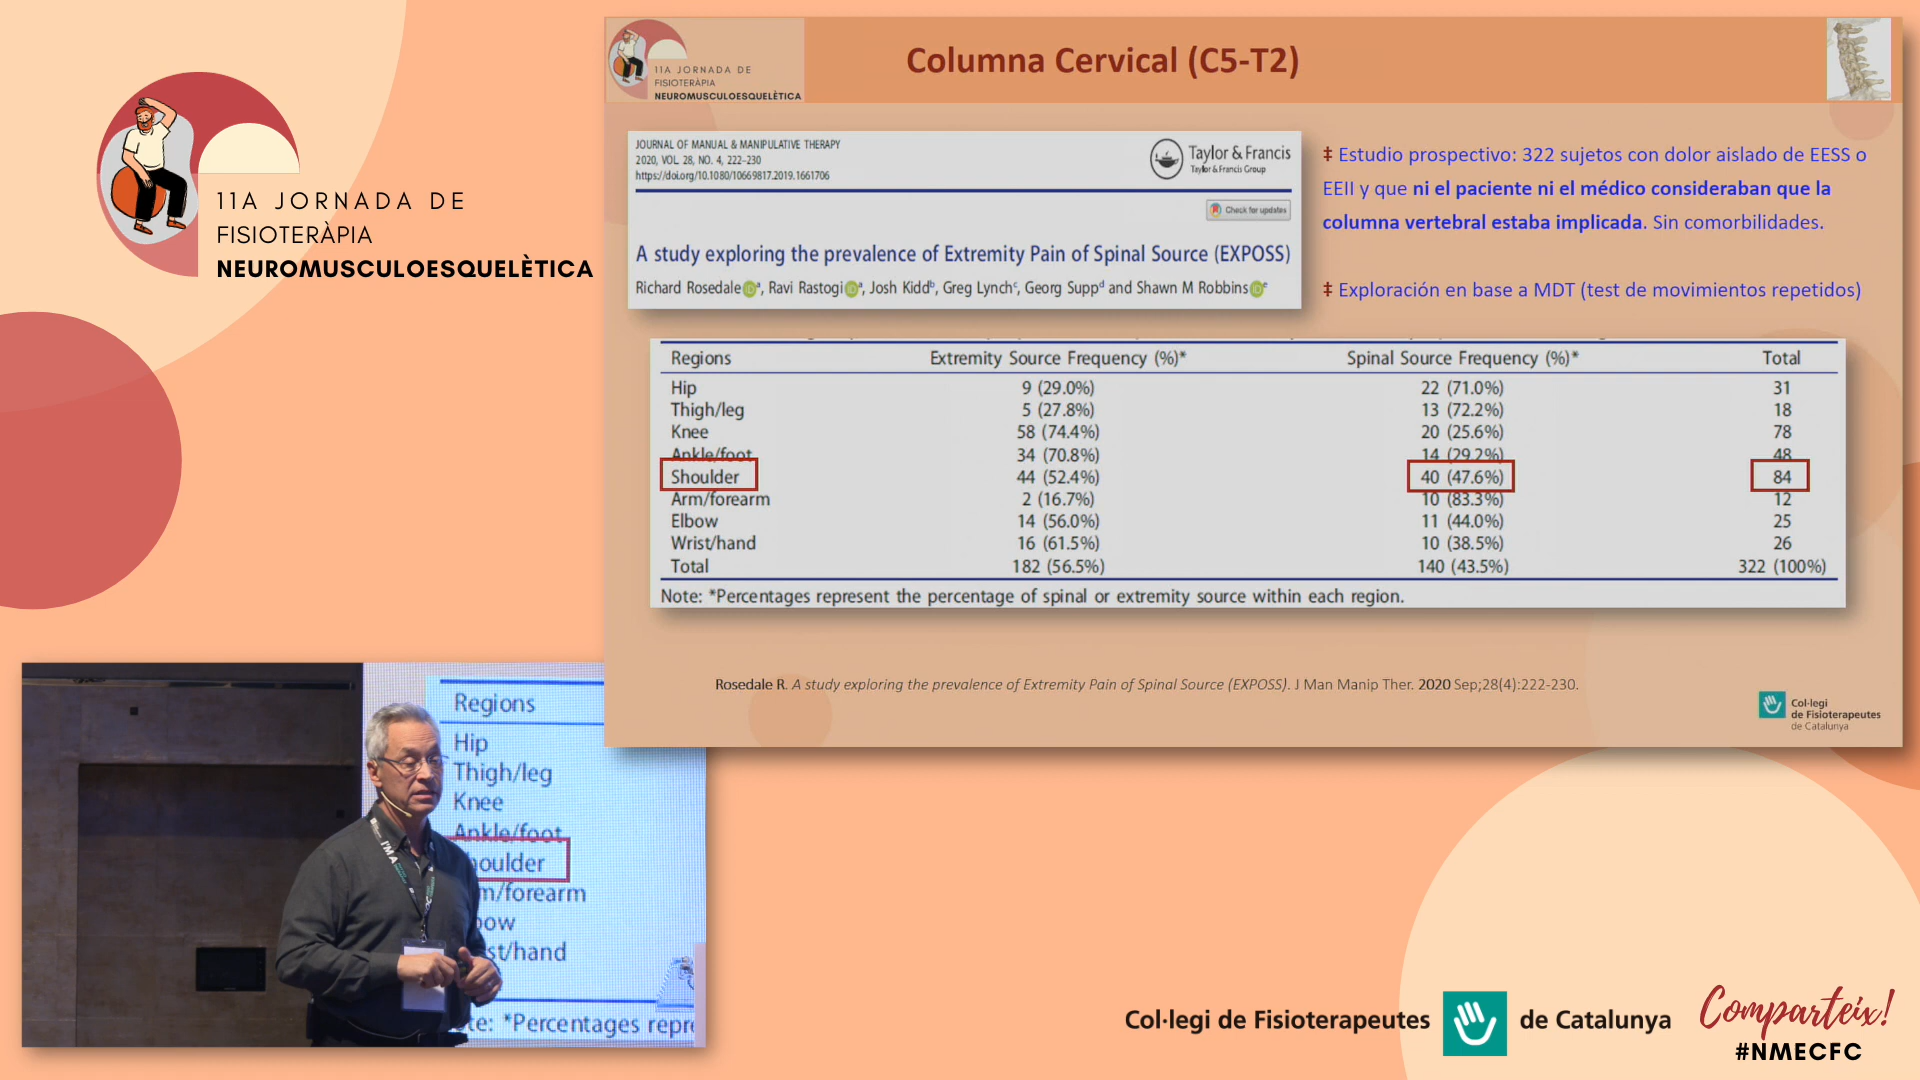 11A JORNADA DE
FISIOTERÀPIA
NEUROMUSCULOESQUELÈTICA
11A JORNADA DE
FISIOTERÀPIA
NEUROMUSCULOESQUELÈTICA
Columna Cervical (C5-T2)
JOURNAL OF MANUAL & MANIPULATIVE THERAPY
2020, VOL. 28, NO. 4, 222–230
https://doi.org/10.1080/10669817.2019.1661706
Taylor & Francis
Taylor & Francis Group
Check for updates
A study exploring the prevalence of Extremity Pain of Spinal Source (EXPOSS)
Richard Rosedale iD a, Ravi Rastogi iD a, Josh Kidd b, Greg Lynch c, Georg Supp d and Shawn M Robbins iD e
‡ Estudio prospectivo: 322 sujetos con dolor aislado de EESS o
EEII y que ni el paciente ni el médico consideraban que la
columna vertebral estaba implicada. Sin comorbilidades.
‡ Exploración en base a MDT (test de movimientos repetidos)
Regions Extremity Source Frequency (%)* Spinal Source Frequency (%)* Total
Hip 9 (29.0%) 22 (71.0%) 31
Thigh/leg 5 (27.8%) 13 (72.2%) 18
Knee 58 (74.4%) 20 (25.6%) 78
Ankle/foot 34 (70.8%) 14 (29.2%) 48
Shoulder 44 (52.4%) 40 (47.6%) 84
Arm/forearm 2 (16.7%) 10 (83.3%) 12
Elbow 14 (56.0%) 11 (44.0%) 25
Wrist/hand 16 (61.5%) 10 (38.5%) 26
Total 182 (56.5%) 140 (43.5%) 322 (100%)
Note: *Percentages represent the percentage of spinal or extremity source within each region.
Rosedale R. A study exploring the prevalence of Extremity Pain of Spinal Source (EXPOSS). J Man Manip Ther. 2020 Sep;28(4):222-230.
Col·legi
de Fisioterapeutes
de Catalunya
Regions
Hip
Thigh/leg
Knee
Ankle/foot
houlder
m/forearm
bow
st/hand
te: *Percentages repre
I'M A
Col·legi de Fisioterapeutes de Catalunya
Comparteix!
#NMECFC